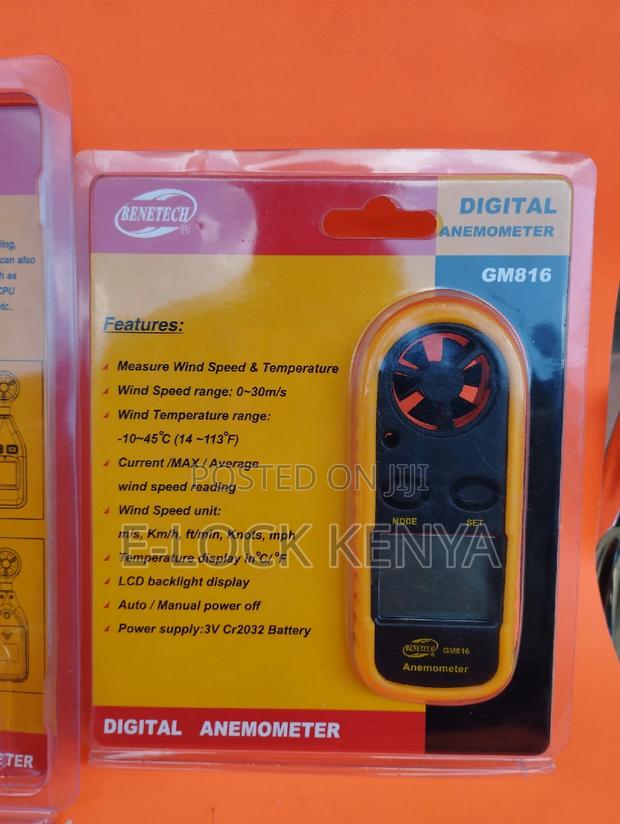 BENETECH
®
DIGITAL
ANEMOMETER
GM816
Features:
Measure Wind Speed & Temperature
Wind Speed range: 0~30m/s
Wind Temperature range:
-10~45°C (14 ~113°F)
Current /MAX / Average
wind speed reading
Wind Speed unit:
m/s, Km/h, ft/min, Knots, mph
Temperature display in°C/°F
LCD backlight display
Auto / Manual power off
Power supply:3V Cr2032 Battery
MODE SET
BENETECH GM816
Anemometer
DIGITAL ANEMOMETER
POSTED ON JIJI
E-LOCK KENYA
can also
CPU